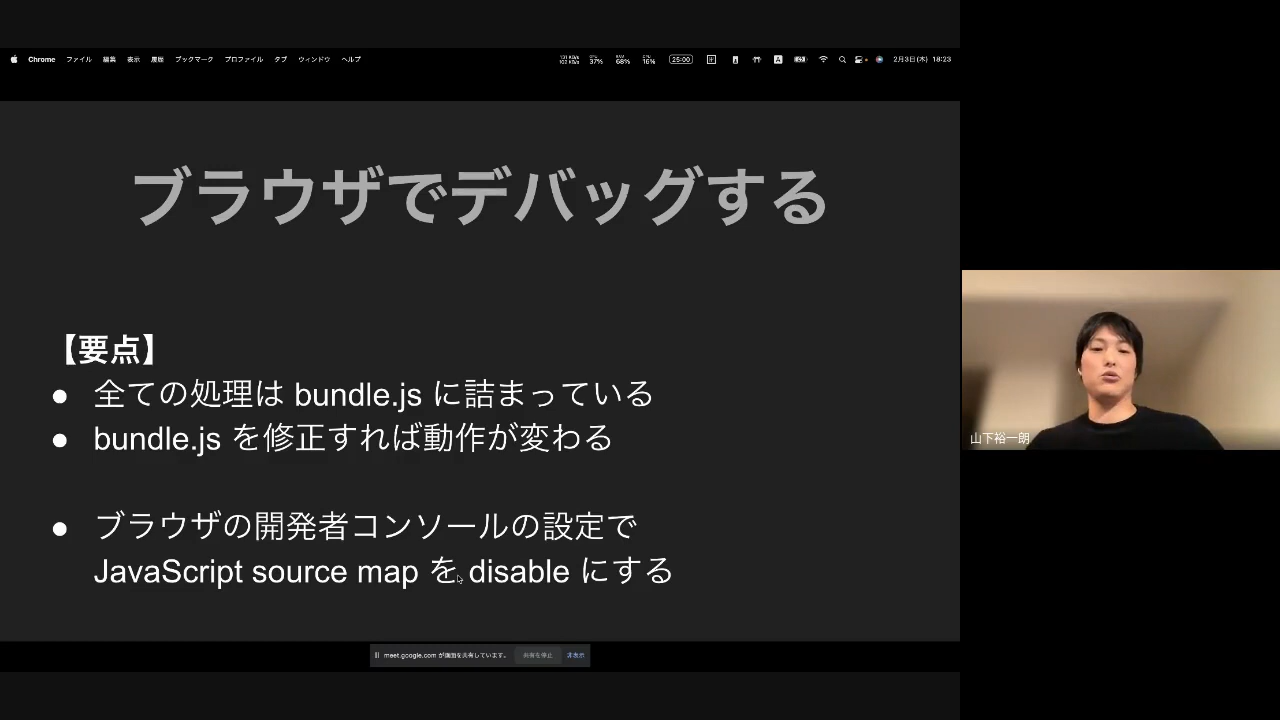 Chrome ファイル 編集 表示 履歴 ブックマーク プロファイル タブ ウィンドウ ヘルプ
37% 68% 16% 25:00 A 2月3日(木) 18:23
ブラウザでデバッグする
【要点】
● 全ての処理は bundle.js に詰まっている
● bundle.js を修正すれば動作が変わる
● ブラウザの開発者コンソールの設定で
JavaScript source map を disable にする
山下裕一朗
meet.google.com が画面を共有しています。 共有を停止 非表示